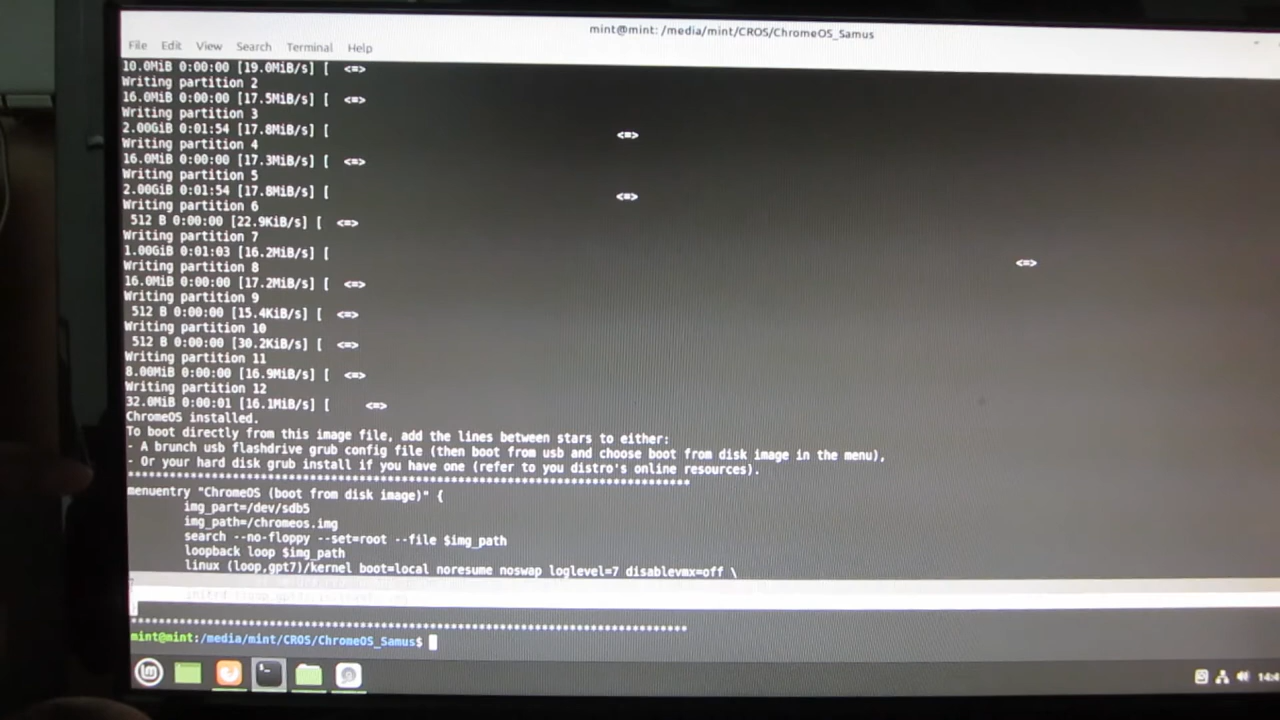 mint@mint: /media/mint/CROS/ChromeOS_Samus
File Edit View Search Terminal Help
10.0MiB 0:00:00 [19.0MiB/s] [ <=>
Writing partition 2
16.0MiB 0:00:00 [17.5MiB/s] [ <=>
Writing partition 3
2.00GiB 0:01:54 [17.8MiB/s] [ <=>
Writing partition 4
16.0MiB 0:00:00 [17.3MiB/s] [ <=>
Writing partition 5
2.00GiB 0:01:54 [17.8MiB/s] [ <=>
Writing partition 6
512 B 0:00:00 [22.9KiB/s] [ <=>
Writing partition 7
1.00GiB 0:01:03 [16.2MiB/s] [ <=>
Writing partition 8
16.0MiB 0:00:00 [17.2MiB/s] [ <=>
Writing partition 9
512 B 0:00:00 [15.4KiB/s] [ <=>
Writing partition 10
512 B 0:00:00 [30.2KiB/s] [ <=>
Writing partition 11
8.00MiB 0:00:00 [16.9MiB/s] [ <=>
Writing partition 12
32.0MiB 0:00:01 [16.1MiB/s] [ <=>
ChromeOS installed.
To boot directly from this image file, add the lines between stars to either:
- A brunch usb flashdrive grub config file (then boot from usb and choose boot from disk image in the menu),
- Or your hard disk grub install if you have one (refer to you distro's online resources).
********************************************************************************
menuentry "ChromeOS (boot from disk image)" {
img_part=/dev/sdb5
img_path=/chromeos.img
search --no-floppy --set=root --file $img_path
loopback loop $img_path
linux (loop,gpt7)/kernel boot=local noresume noswap loglevel=7 disablevmx=off \
********************************************************************************
mint@mint:/media/mint/CROS/ChromeOS_Samus$